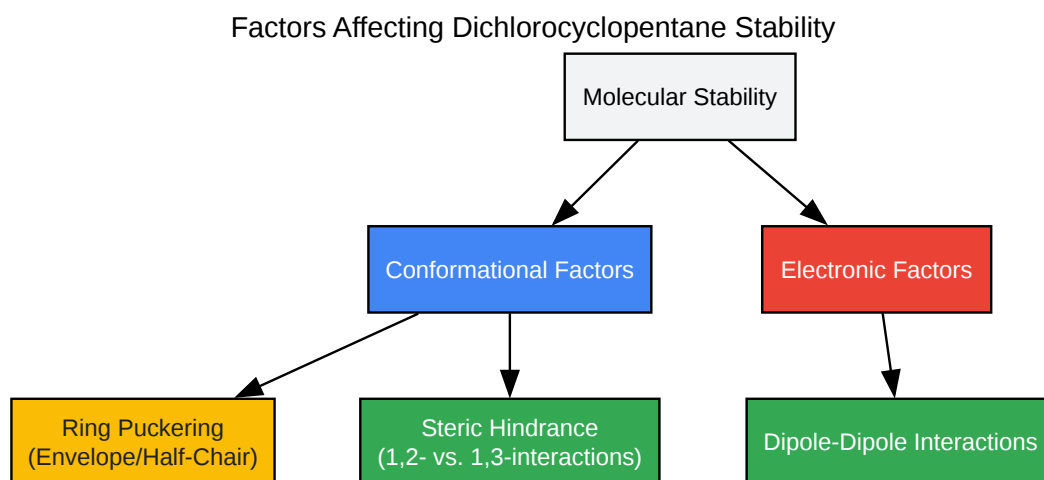 Factors Affecting Dichlorocyclopentane Stability
Molecular Stability
Conformational Factors
Electronic Factors
Ring Puckering
(Envelope/Half-Chair)
Steric Hindrance
(1,2- vs. 1,3-interactions)
Dipole-Dipole Interactions